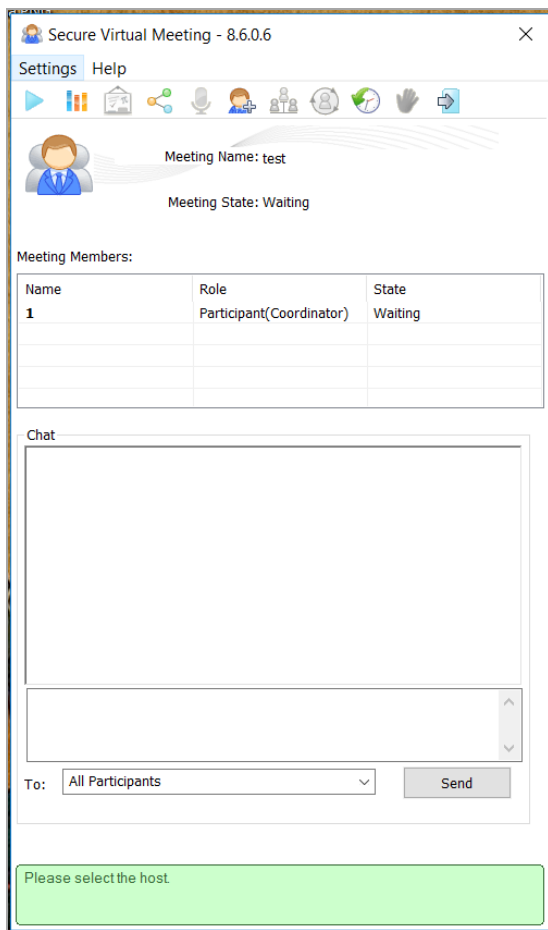 Secure Virtual Meeting - 8.6.0.6
Settings Help
Meeting Name: test
Meeting State: Waiting
Meeting Members:
Name Role State
1 Participant(Coordinator) Waiting
Chat
To: All Participants Send
Please select the host.